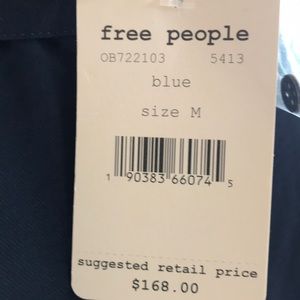 free people
OB722103 5413
blue
size M
1 90383 66074 5
suggested retail price
$168.00